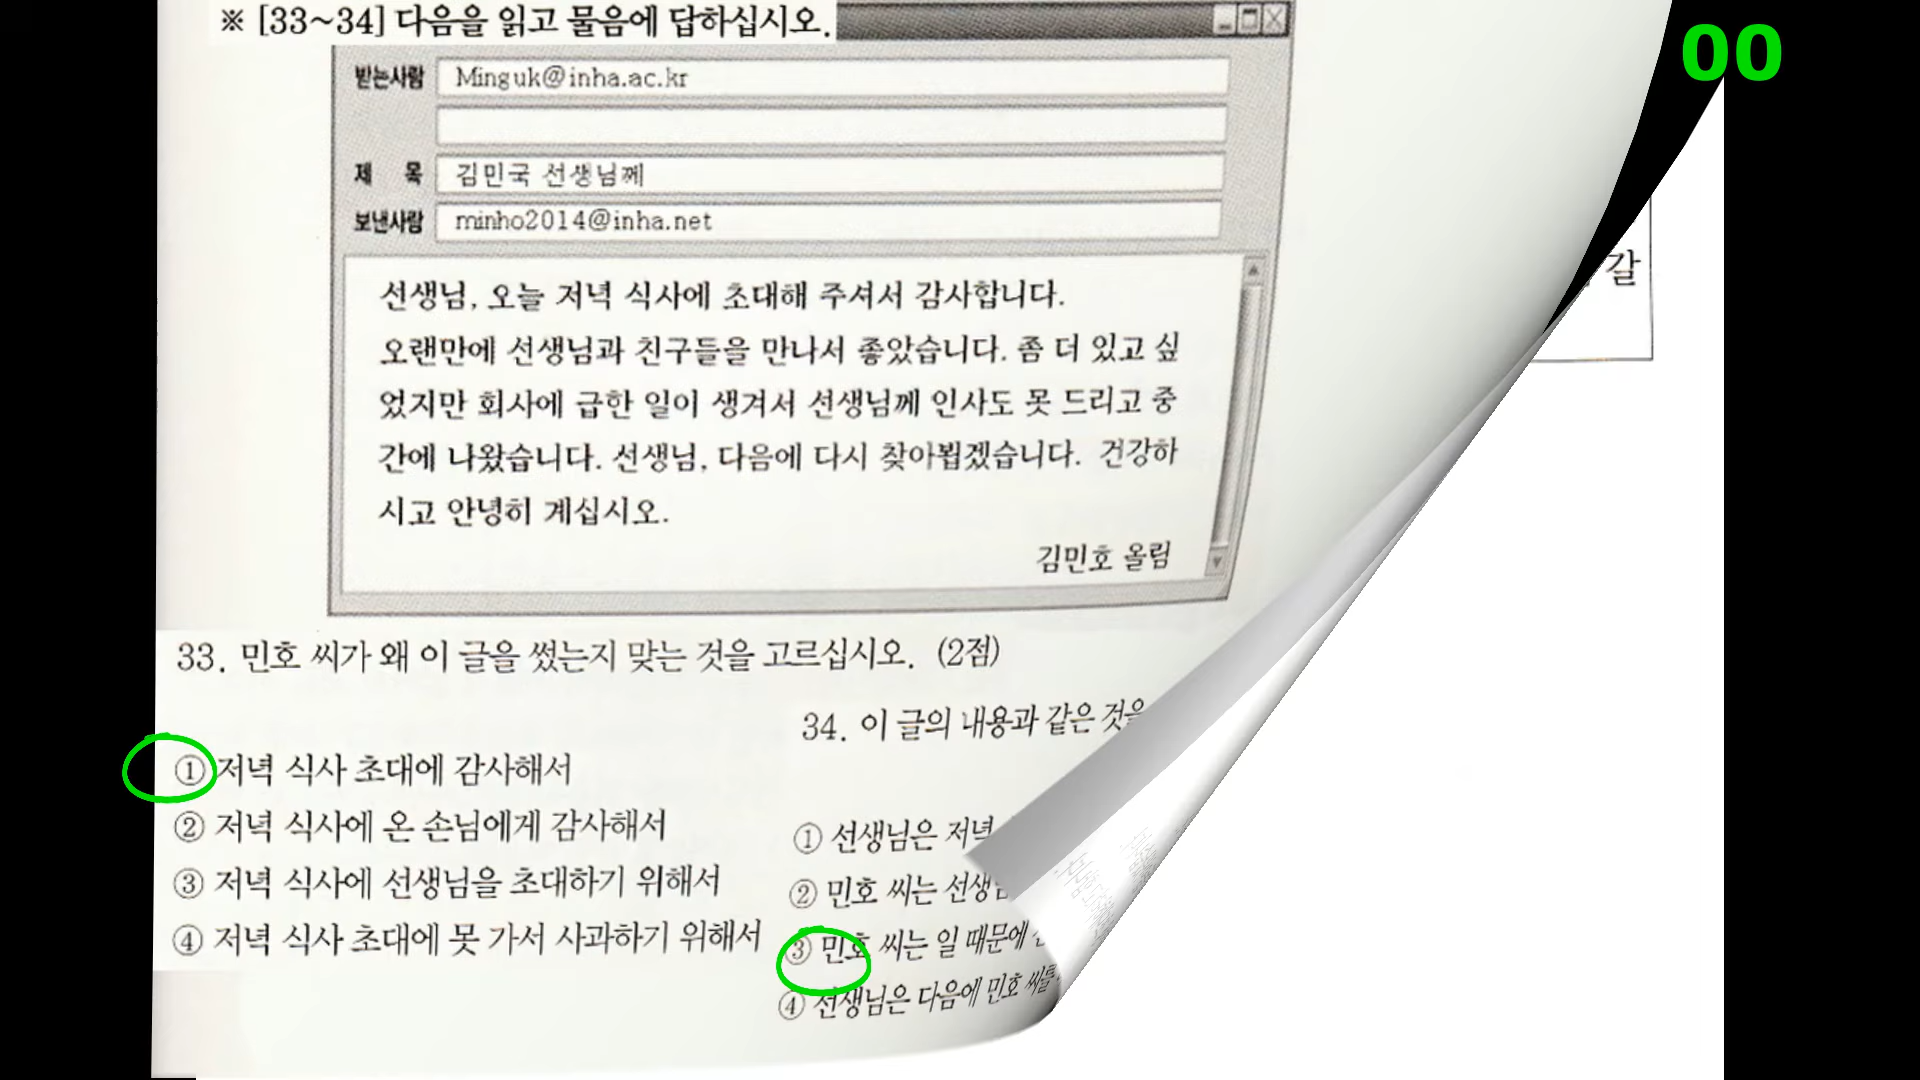 ※ [33~34] 다음을 읽고 물음에 답하십시오.
00
받는사람 Minguk@inha.ac.kr
제 목 김민국 선생님께
보낸사람 minho2014@inha.net
갈
선생님, 오늘 저녁 식사에 초대해 주셔서 감사합니다.
오랜만에 선생님과 친구들을 만나서 좋았습니다. 좀 더 있고 싶
었지만 회사에 급한 일이 생겨서 선생님께 인사도 못 드리고 중
간에 나왔습니다. 선생님, 다음에 다시 찾아뵙겠습니다. 건강하
시고 안녕히 계십시오.
김민호 올림
33. 민호 씨가 왜 이 글을 썼는지 맞는 것을 고르십시오. (2점)
① 저녁 식사 초대에 감사해서
② 저녁 식사에 온 손님에게 감사해서
③ 저녁 식사에 선생님을 초대하기 위해서
④ 저녁 식사 초대에 못 가서 사과하기 위해서
34. 이 글의 내용과 같은 것을
① 선생님은 저녁
② 민호 씨는 선생님
③ 민호 씨는 일 때문에
④ 선생님은 다음에 민호 씨를